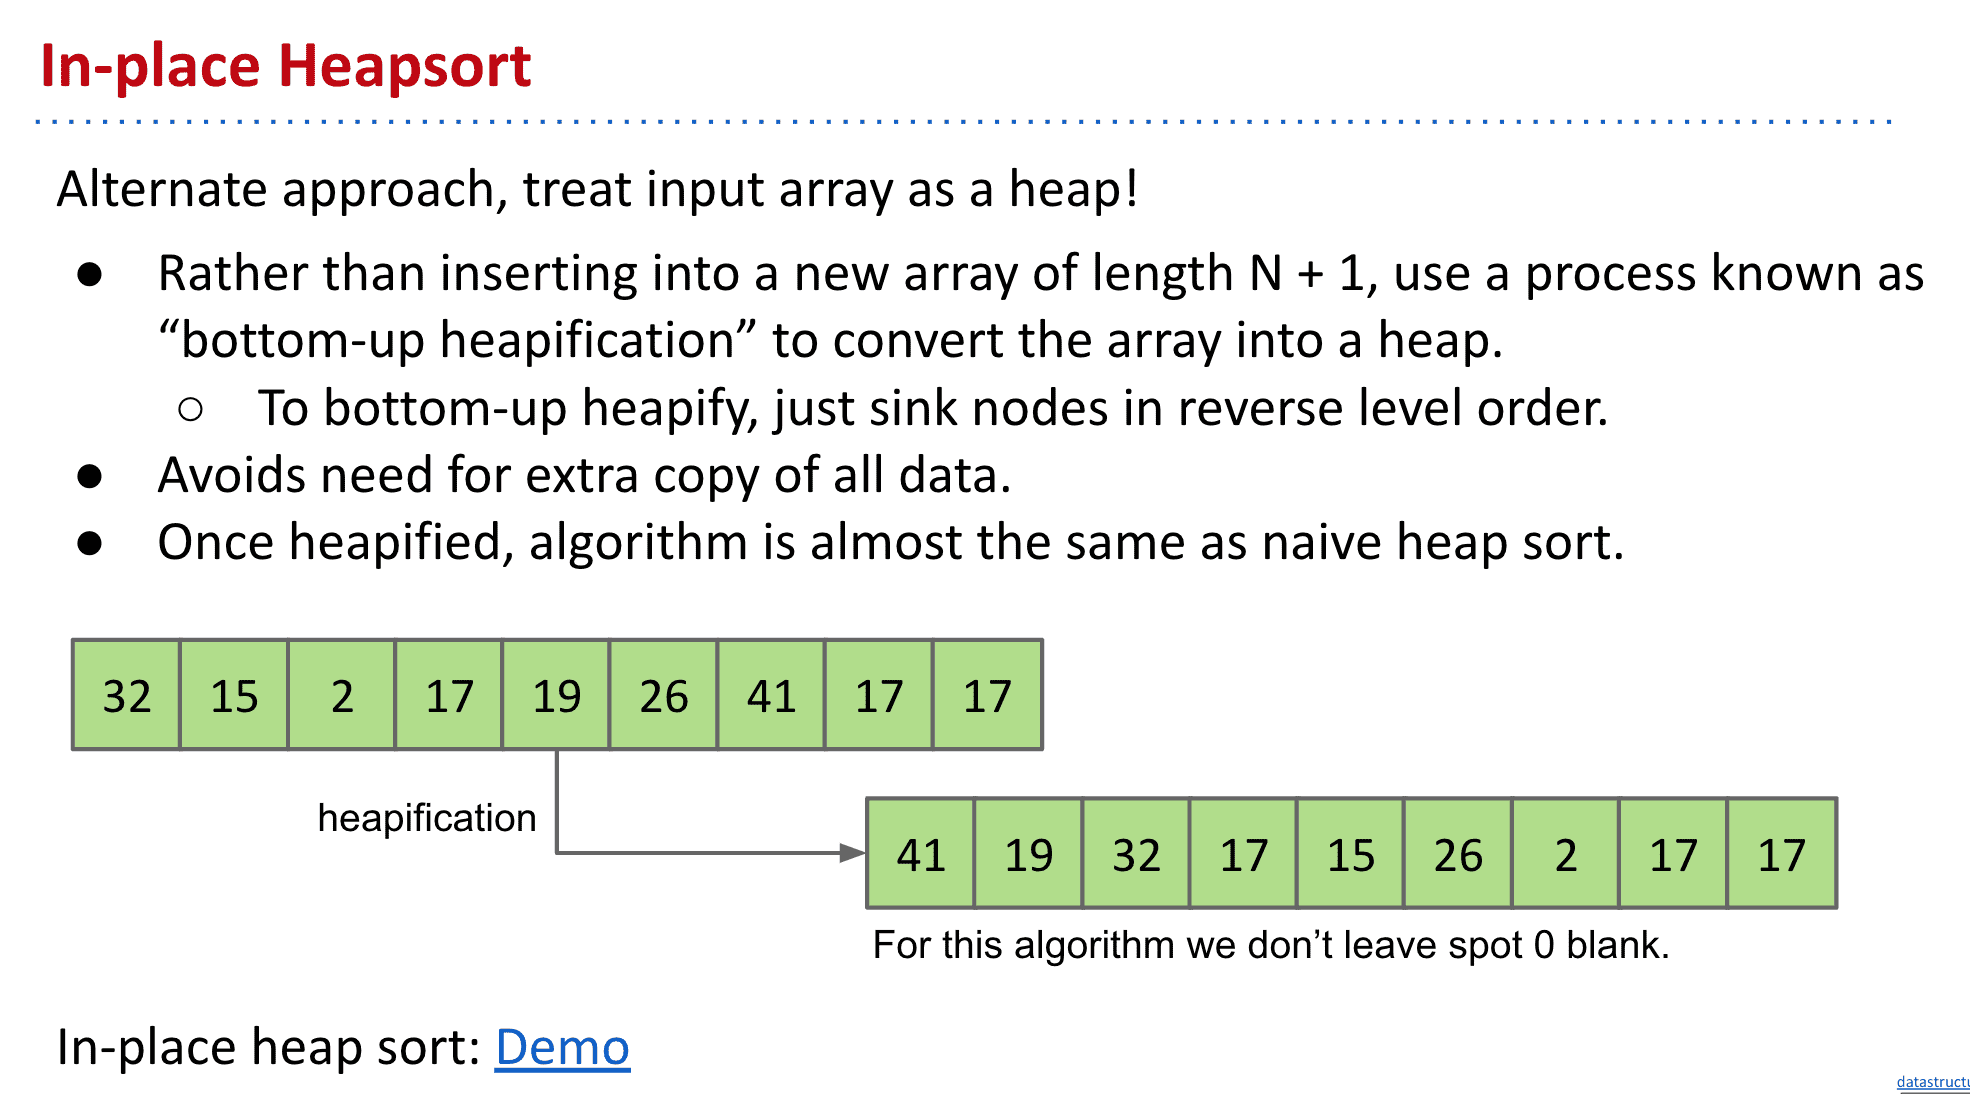 In-place Heapsort
Alternate approach, treat input array as a heap!
● Rather than inserting into a new array of length N + 1, use a process known as
“bottom-up heapification” to convert the array into a heap.
○ To bottom-up heapify, just sink nodes in reverse level order.
● Avoids need for extra copy of all data.
● Once heapified, algorithm is almost the same as naive heap sort.
32 15 2 17 19 26 41 17 17
heapification
41 19 32 17 15 26 2 17 17
For this algorithm we don’t leave spot 0 blank.
In-place heap sort: Demo